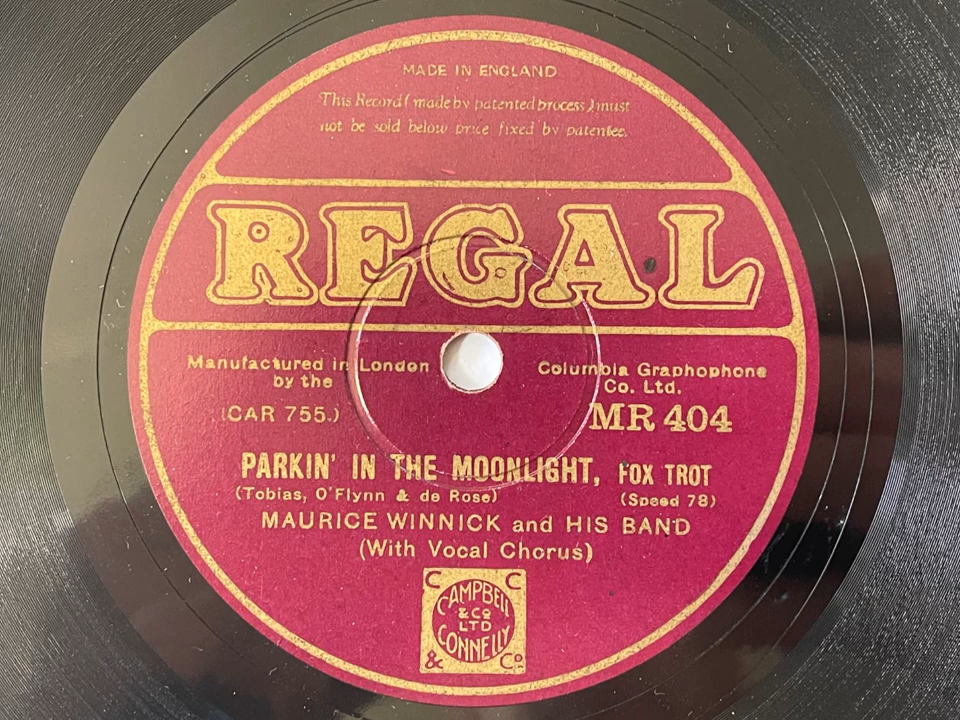 MADE IN ENGLAND
This Record (made by patented process) must
not be sold below price fixed by patentee.
REGAL
Manufactured in London
by the
Columbia Graphophone
Co. Ltd.
(CAR 755.)
MR 404
PARKIN' IN THE MOONLIGHT, FOX TROT
(Tobias, O'Flynn & de Rose)
(Speed 78)
MAURICE WINNICK and HIS BAND
(With Vocal Chorus)
C C
CAMPBELL
& Co
LTD
CONNELLY
& Co